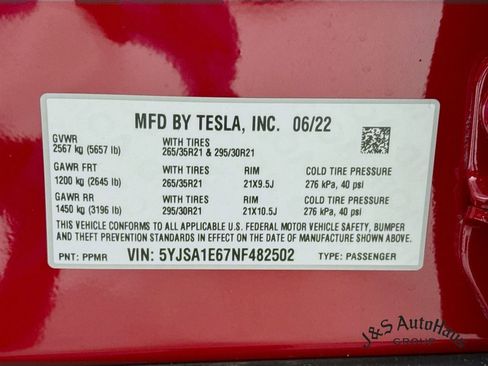 MFD BY TESLA, INC. 06/22
GVWR
2567 kg (5657 lb)
WITH TIRES
265/35R21 & 295/30R21
GAWR FRT
1200 kg (2645 lb)
WITH TIRES
265/35R21
RIM
21X9.5J
COLD TIRE PRESSURE
276 kPa, 40 psi
GAWR RR
1450 kg (3196 lb)
WITH TIRES
295/30R21
RIM
21X10.5J
COLD TIRE PRESSURE
276 kPa, 40 psi
THIS VEHICLE CONFORMS TO ALL APPLICABLE U.S. FEDERAL MOTOR VEHICLE SAFETY, BUMPER
AND THEFT PREVENTION STANDARDS IN EFFECT ON THE DATE OF MANUFACTURE SHOWN ABOVE.
PNT: PPMR VIN: 5YJSA1E67NF482502 TYPE: PASSENGER
J&S AutoHaus
GROUP